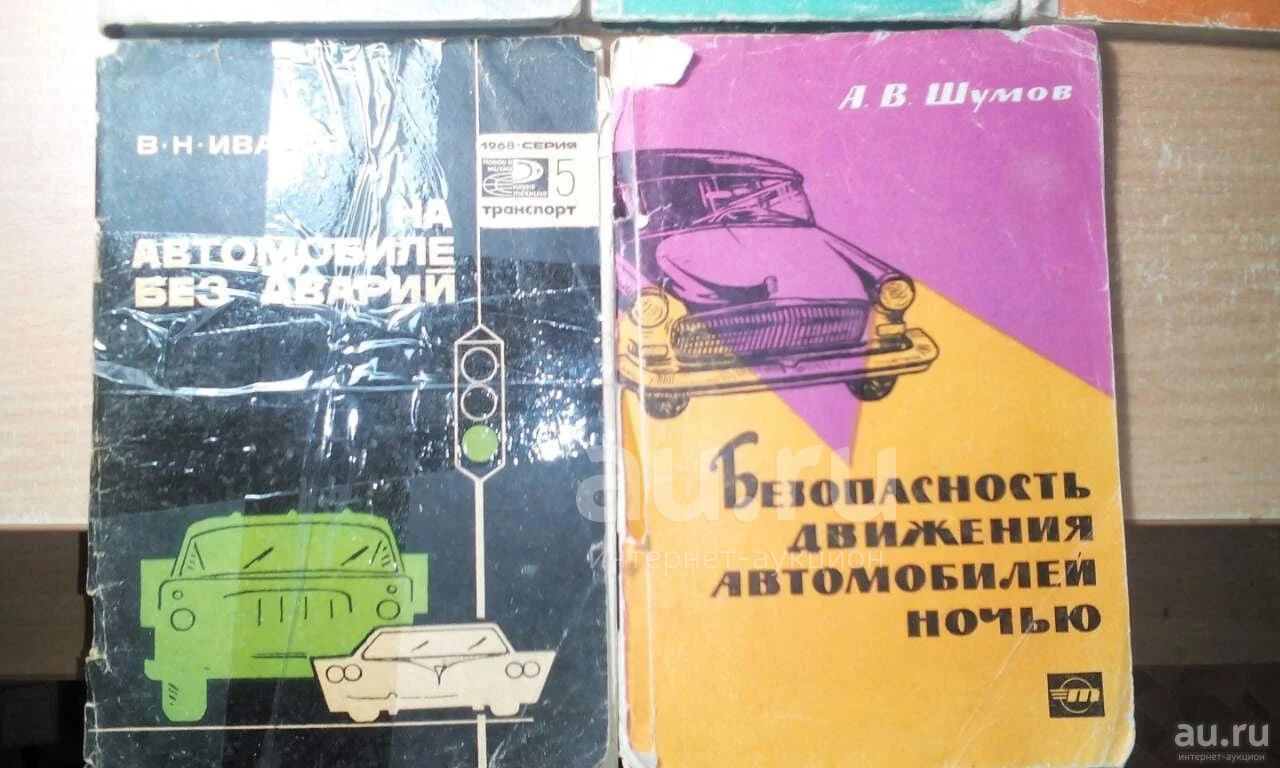 В·Н·ИВАНОВ
1968·СЕРИЯ
5
транспорт
НА
АВТОМОБИЛЕ
БЕЗ АВАРИЙ
А. В. Шумов
Безопасность
движения
автомобилей
ночью
au.ru
интернет-аукцион
au.ru
интернет-аукцион